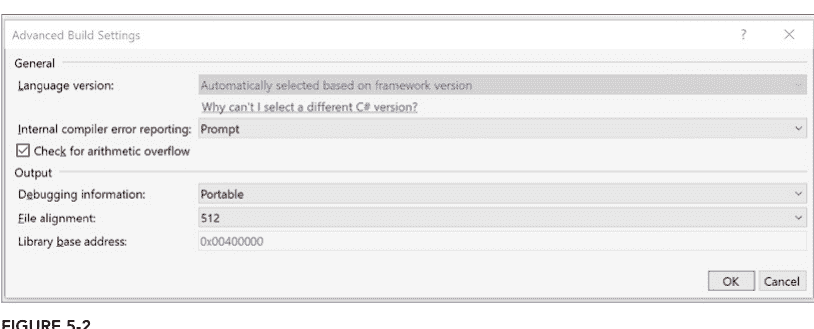 Advanced Build Settings ?
General
Language version: Automatically selected based on framework version
Why can't I select a different C# version?
Internal compiler error reporting: Prompt
Check for arithmetic overflow
Output
Debugging information: Portable
File alignment: 512
Library base address: 0x00400000
OK Cancel
FIGURE 5-2